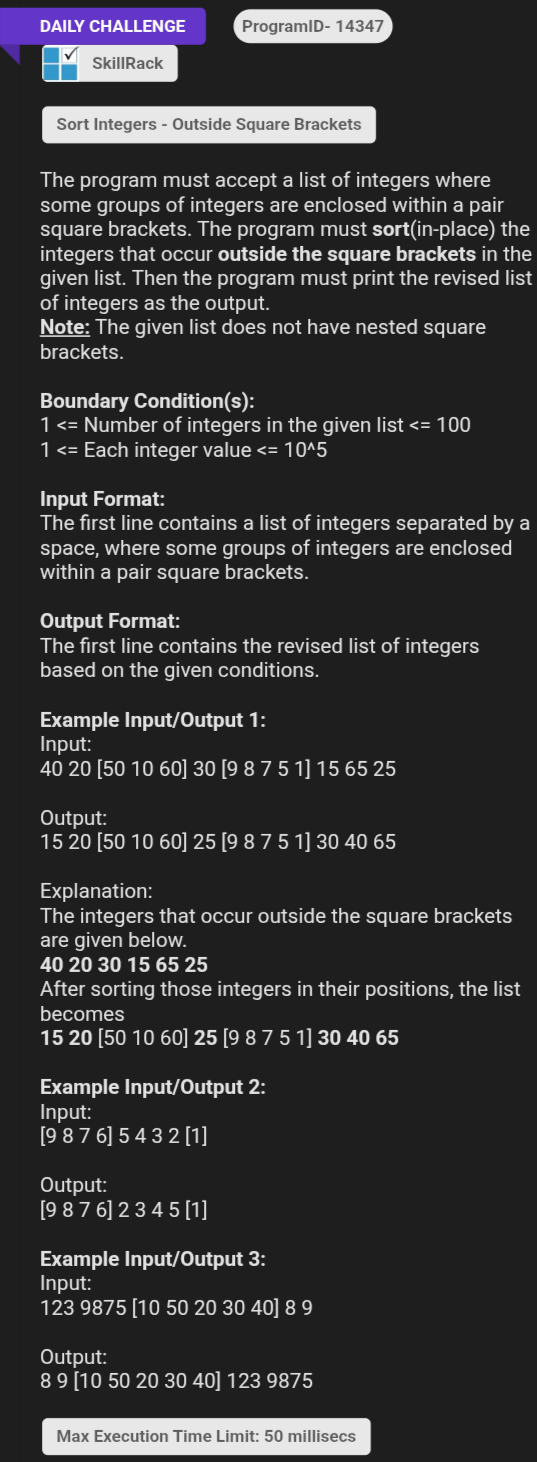 DAILY CHALLENGE
ProgramID- 14347
SkillRack
Sort Integers - Outside Square Brackets
The program must accept a list of integers where
some groups of integers are enclosed within a pair
square brackets. The program must sort(in-place) the
integers that occur outside the square brackets in the
given list. Then the program must print the revised list
of integers as the output.
Note: The given list does not have nested square
brackets.
Boundary Condition(s):
1 <= Number of integers in the given list <= 100
1 <= Each integer value <= 10^5
Input Format:
The first line contains a list of integers separated by a
space, where some groups of integers are enclosed
within a pair square brackets.
Output Format:
The first line contains the revised list of integers
based on the given conditions.
Example Input/Output 1:
Input:
40 20 [50 10 60] 30 [9 8 7 5 1] 15 65 25
Output:
15 20 [50 10 60] 25 [9 8 7 5 1] 30 40 65
Explanation:
The integers that occur outside the square brackets
are given below.
40 20 30 15 65 25
After sorting those integers in their positions, the list
becomes
15 20 [50 10 60] 25 [9 8 7 5 1] 30 40 65
Example Input/Output 2:
Input:
[9 8 7 6] 5 4 3 2 [1]
Output:
[9 8 7 6] 2 3 4 5 [1]
Example Input/Output 3:
Input:
123 9875 [10 50 20 30 40] 8 9
Output:
8 9 [10 50 20 30 40] 123 9875
Max Execution Time Limit: 50 millisecs